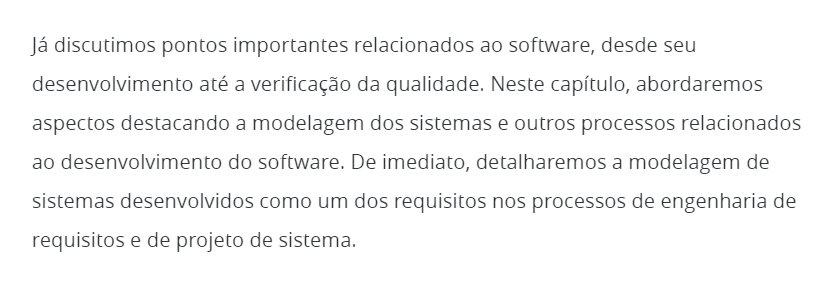 Já discutimos pontos importantes relacionados ao software, desde seu
desenvolvimento até a verificação da qualidade. Neste capítulo, abordaremos
aspectos destacando a modelagem dos sistemas e outros processos relacionados
ao desenvolvimento do software. De imediato, detalharemos a modelagem de
sistemas desenvolvidos como um dos requisitos nos processos de engenharia de
requisitos e de projeto de sistema.